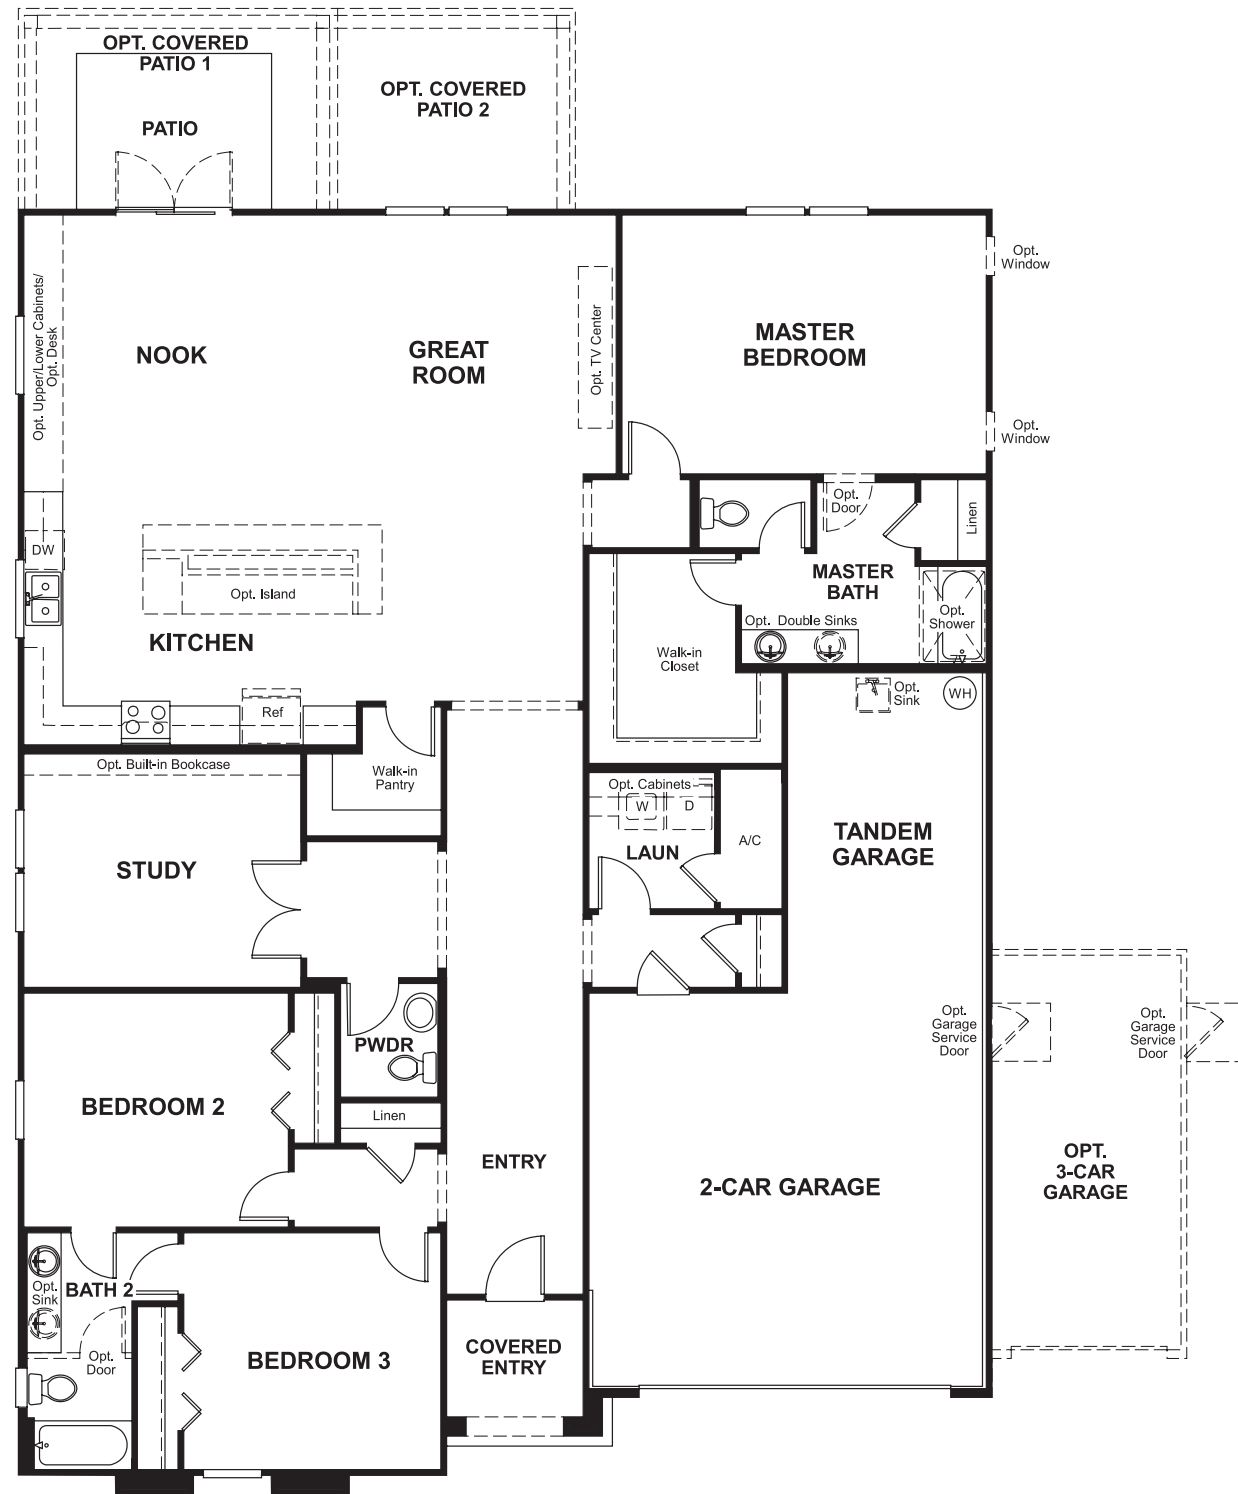 OPT. COVERED
PATIO 1
OPT. COVERED
PATIO 2
PATIO
Opt.
Window
Opt. Upper/Lower Cabinets/
Opt. Desk
NOOK
GREAT
ROOM
Opt. TV Center
MASTER
BEDROOM
Opt.
Window
Opt.
Door
Linen
DW
Opt. Island
MASTER
BATH
Opt.
Shower
Opt. Double Sinks
KITCHEN
Walk-in
Closet
Ref
Opt.
Sink
WH
Opt. Built-in Bookcase
Walk-in
Pantry
Opt. Cabinets
W
D
A/C
LAUN
TANDEM
GARAGE
STUDY
Opt.
Garage
Service
Door
Opt.
Garage
Service
Door
PWDR
BEDROOM 2
Linen
ENTRY
2-CAR GARAGE
OPT.
3-CAR
GARAGE
Opt.
Sink
BATH 2
Opt.
Door
BEDROOM 3
COVERED
ENTRY